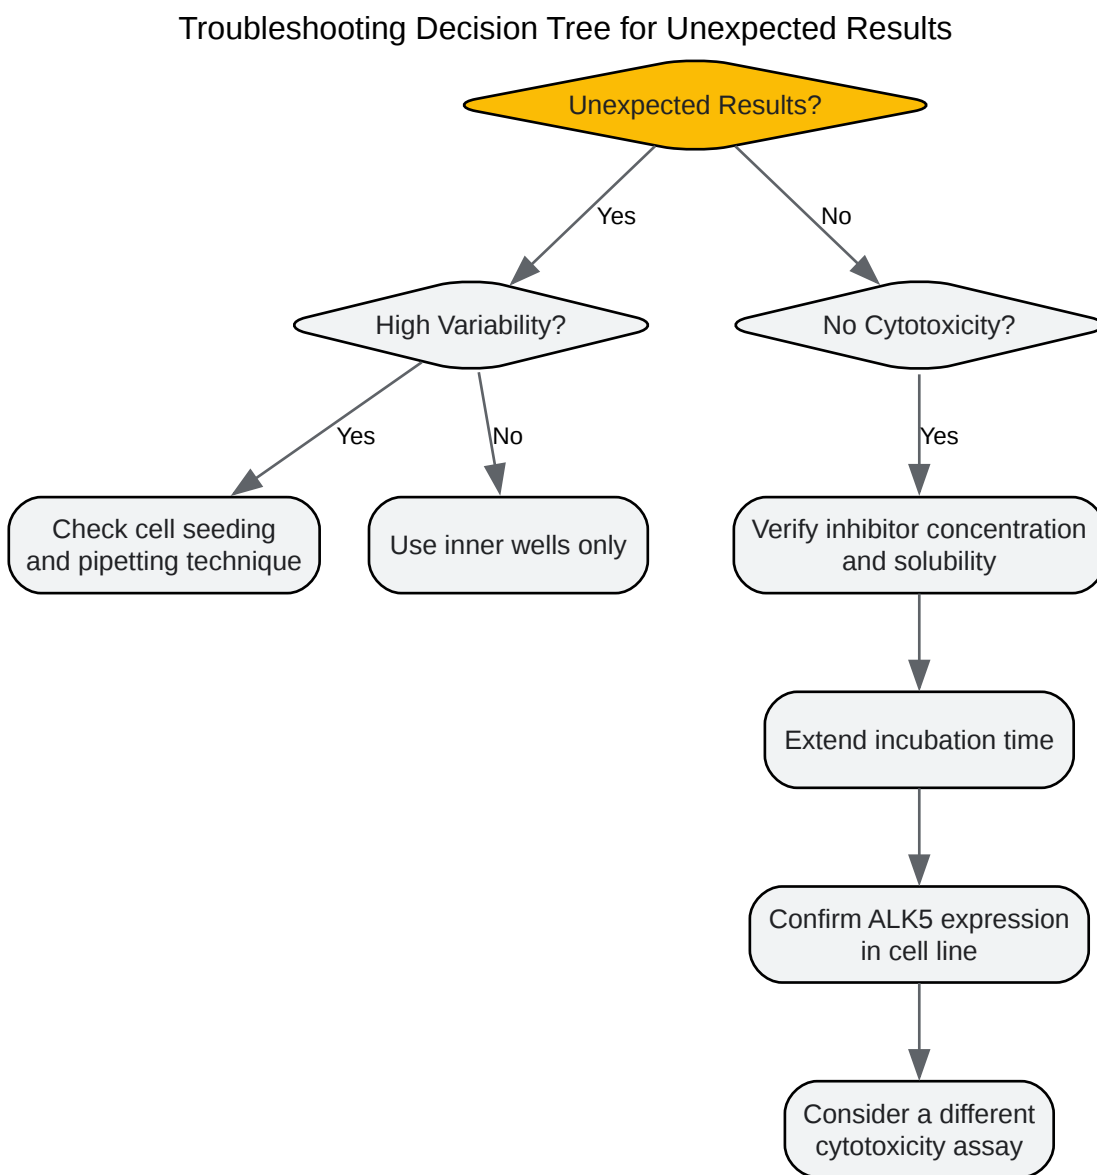 Troubleshooting Decision Tree for Unexpected Results
Unexpected Results?
Yes
No
High Variability?
No Cytotoxicity?
Yes
No
Yes
Check cell seeding
and pipetting technique
Use inner wells only
Verify inhibitor concentration
and solubility
Extend incubation time
Confirm ALK5 expression
in cell line
Consider a different
cytotoxicity assay